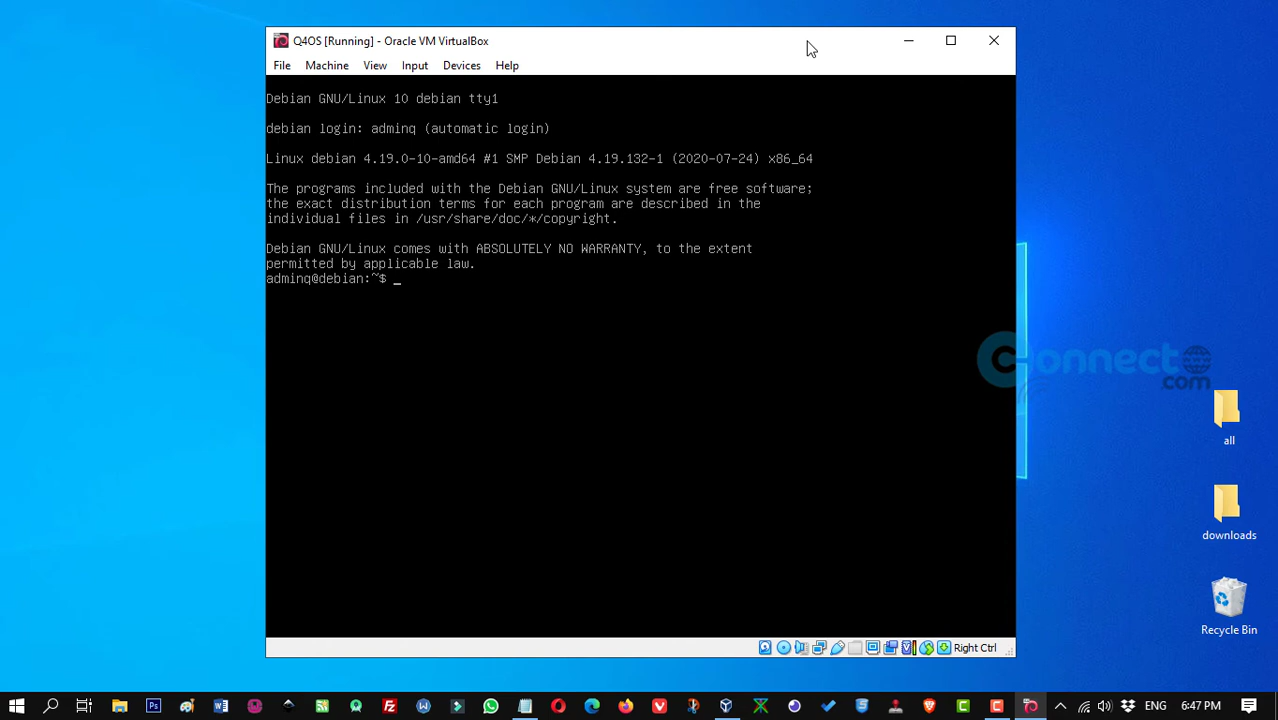 Q4OS [Running] - Oracle VM VirtualBox
File Machine View Input Devices Help
Debian GNU/Linux 10 debian tty1
debian login: adminq (automatic login)
Linux debian 4.19.0-10-amd64 #1 SMP Debian 4.19.132-1 (2020-07-24) x86_64
The programs included with the Debian GNU/Linux system are free software;
the exact distribution terms for each program are described in the
individual files in /usr/share/doc/*/copyright.
Debian GNU/Linux comes with ABSOLUTELY NO WARRANTY, to the extent
permitted by applicable law.
adminq@debian:~$ _
Connect
.com
all
downloads
Recycle Bin
Right Ctrl
Ps
W
Fz
ENG
6:47 PM